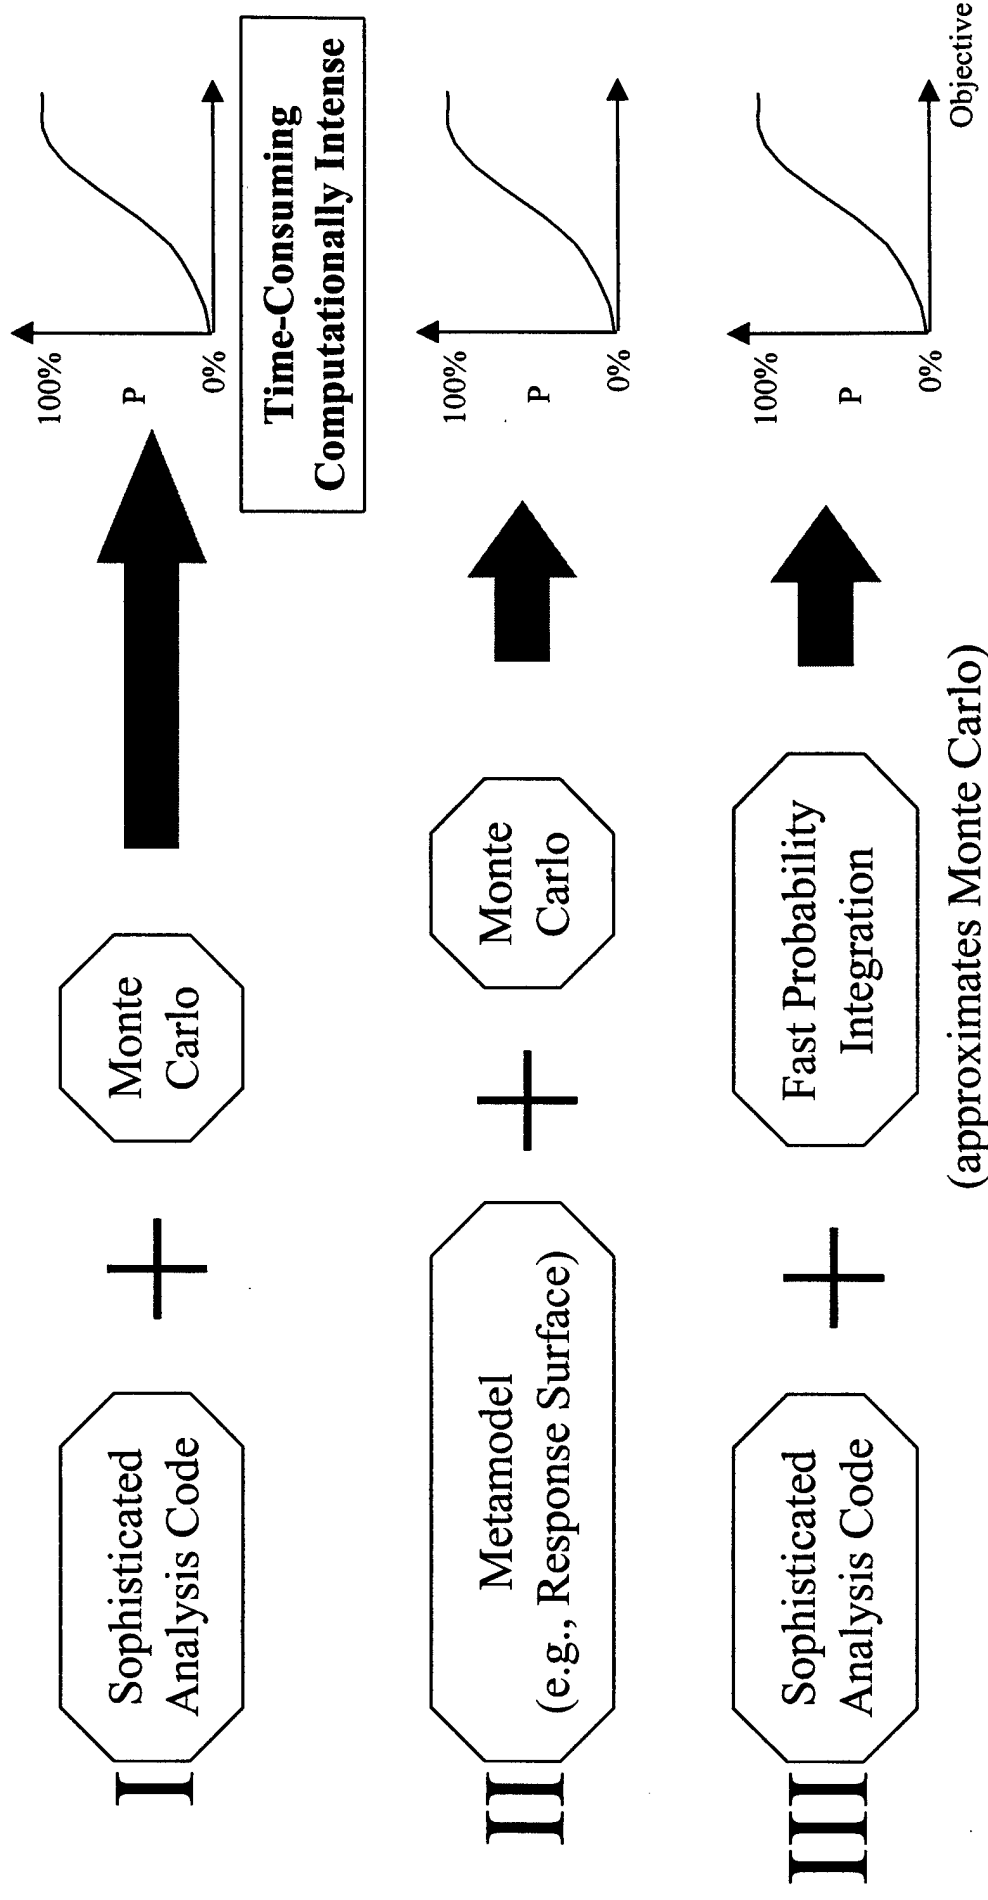 I
Sophisticated
Analysis Code
Monte
Carlo
100%
P
0%
Time-Consuming
Computationally Intense
II
Metamodel
(e.g., Response Surface)
Monte
Carlo
100%
P
0%
III
Sophisticated
Analysis Code
Fast Probability
Integration
(approximates Monte Carlo)
100%
P
0%
Objective